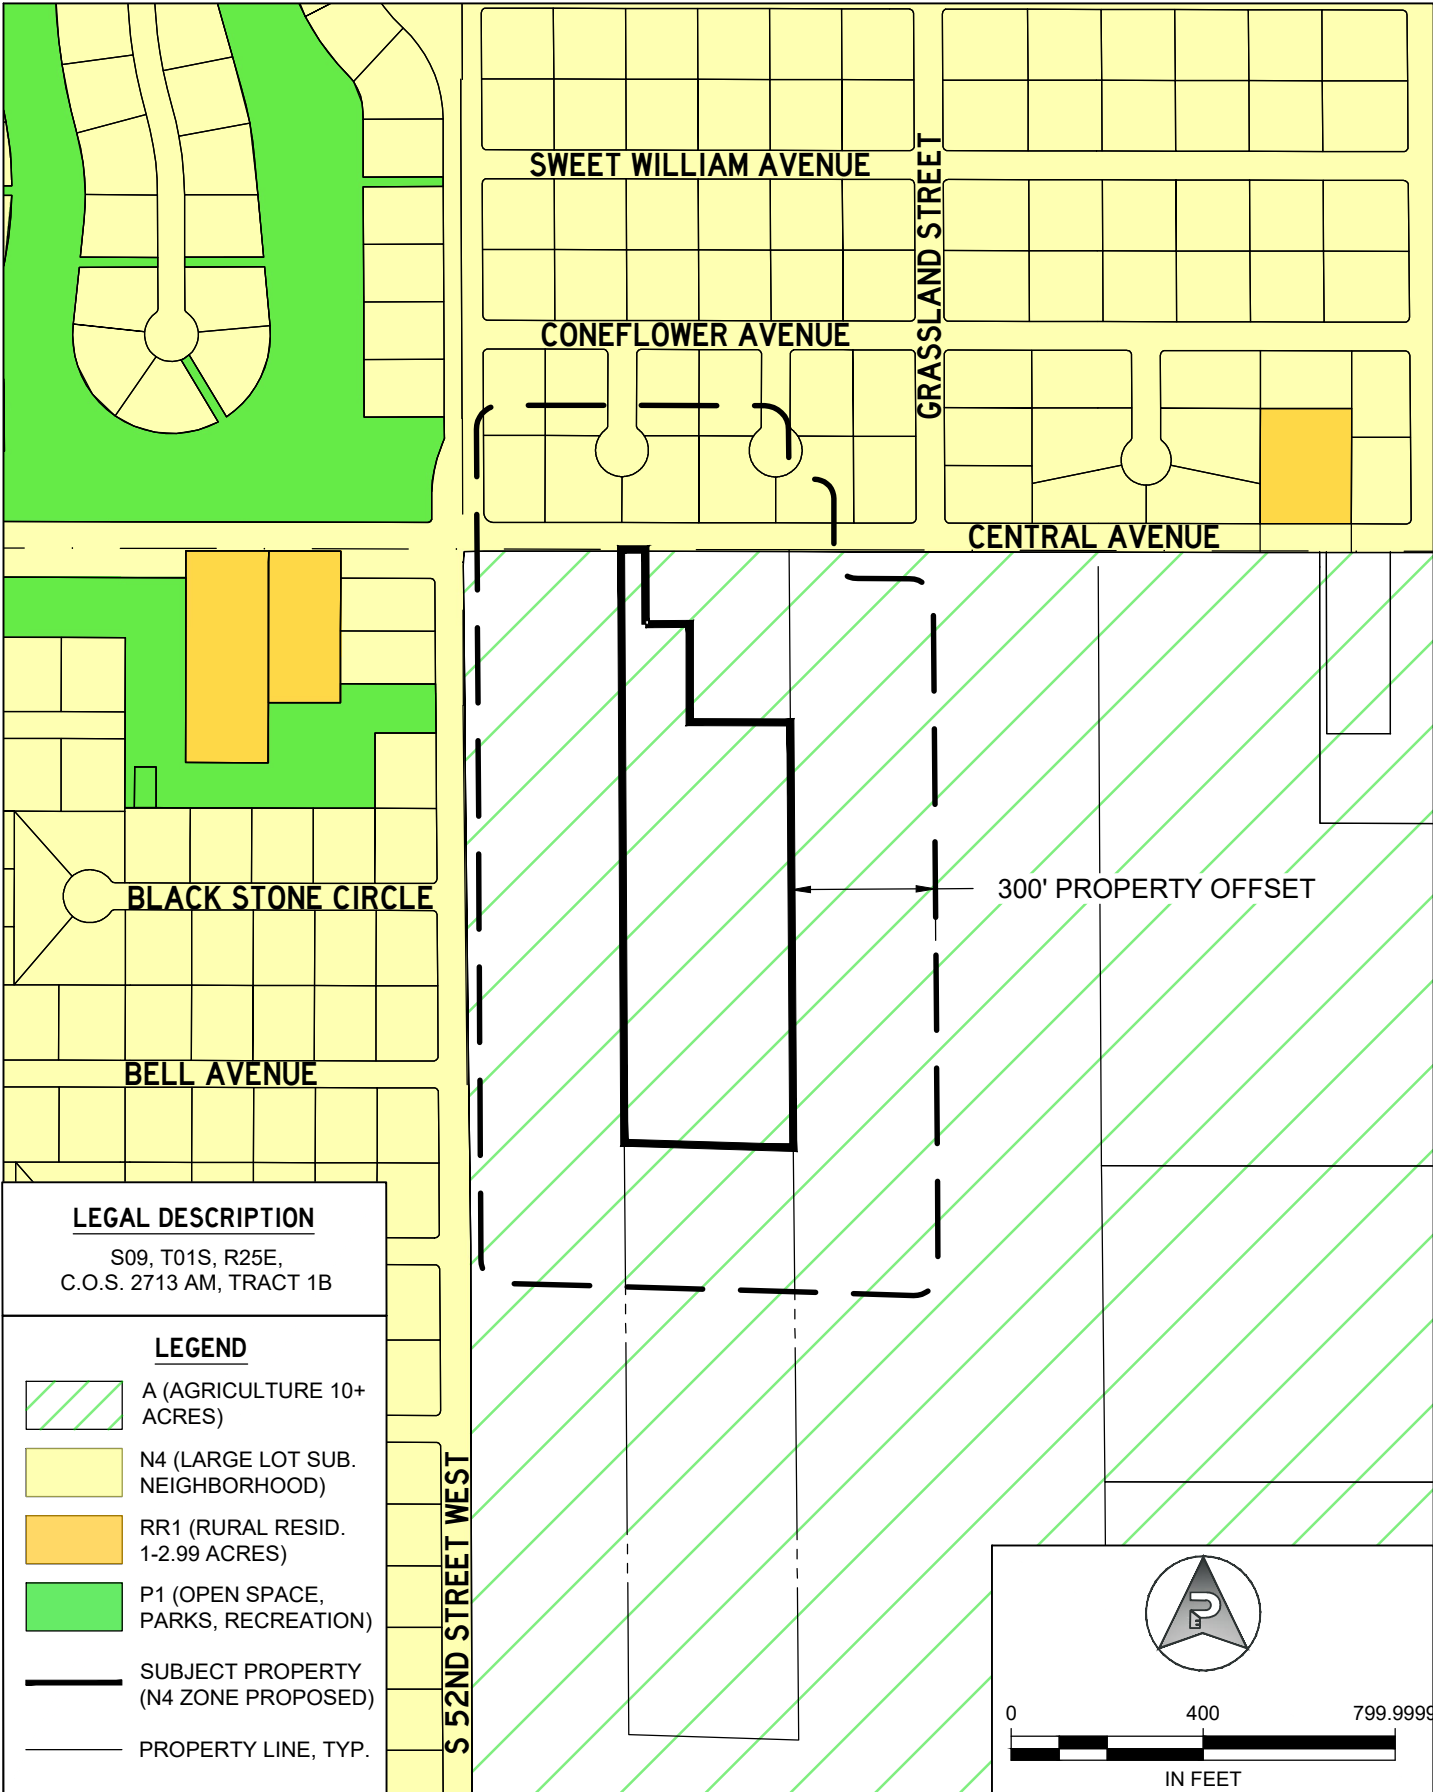 SWEET WILLIAM AVENUE
GRASSLAND STREET
CONEFLOWER AVENUE
CENTRAL AVENUE
300' PROPERTY OFFSET
BLACK STONE CIRCLE
BELL AVENUE
S 52ND STREET WEST
LEGAL DESCRIPTION
S09, T01S, R25E,
C.O.S. 2713 AM, TRACT 1B
LEGEND
A (AGRICULTURE 10+
ACRES)
N4 (LARGE LOT SUB.
NEIGHBORHOOD)
RR1 (RURAL RESID.
1-2.99 ACRES)
P1 (OPEN SPACE,
PARKS, RECREATION)
SUBJECT PROPERTY
(N4 ZONE PROPOSED)
PROPERTY LINE, TYP.
0 400 799.9999
IN FEET